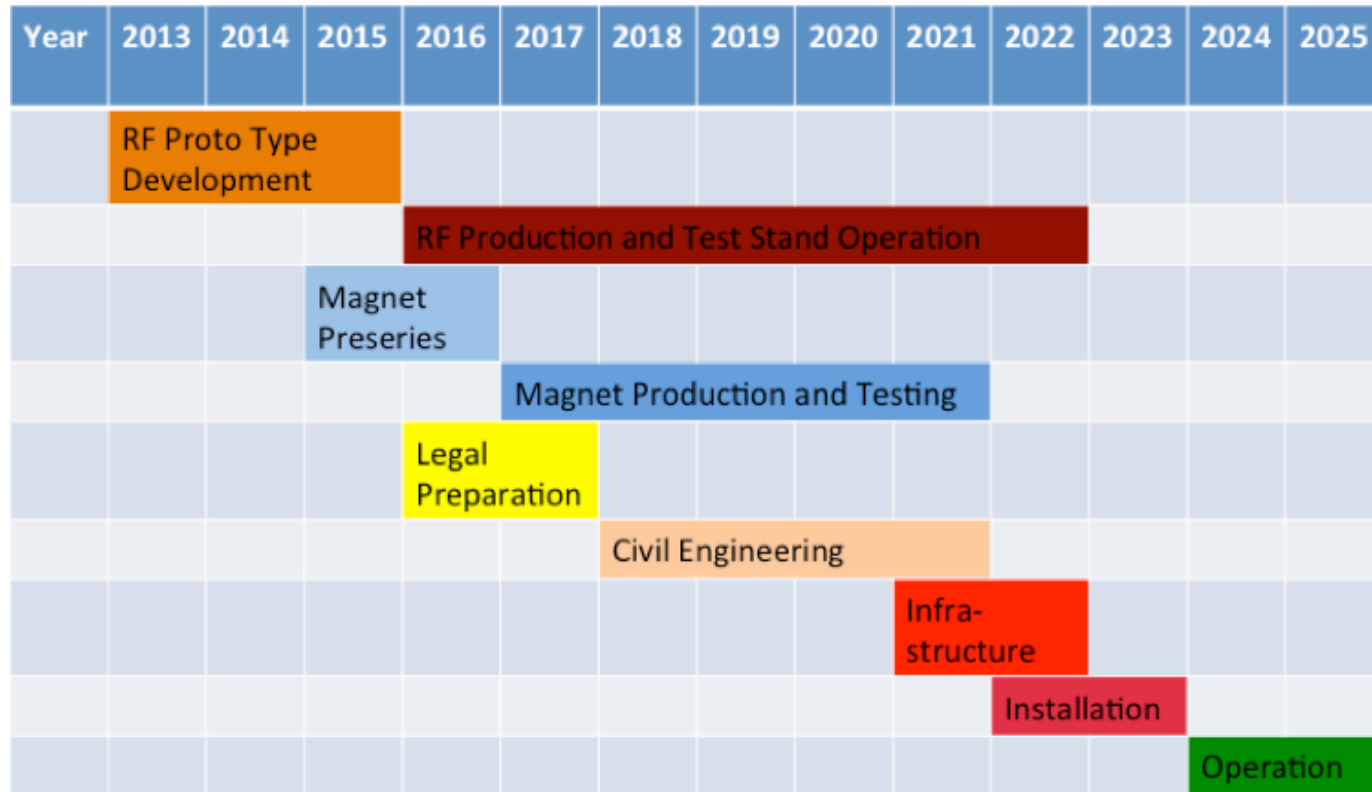 Year 2013 2014 2015 2016 2017 2018 2019 2020 2021 2022 2023 2024 2025
RF Proto Type
Development
RF Production and Test Stand Operation
Magnet
Preseries
Magnet Production and Testing
Legal
Preparation
Civil Engineering
Infra-
structure
Installation
Operation